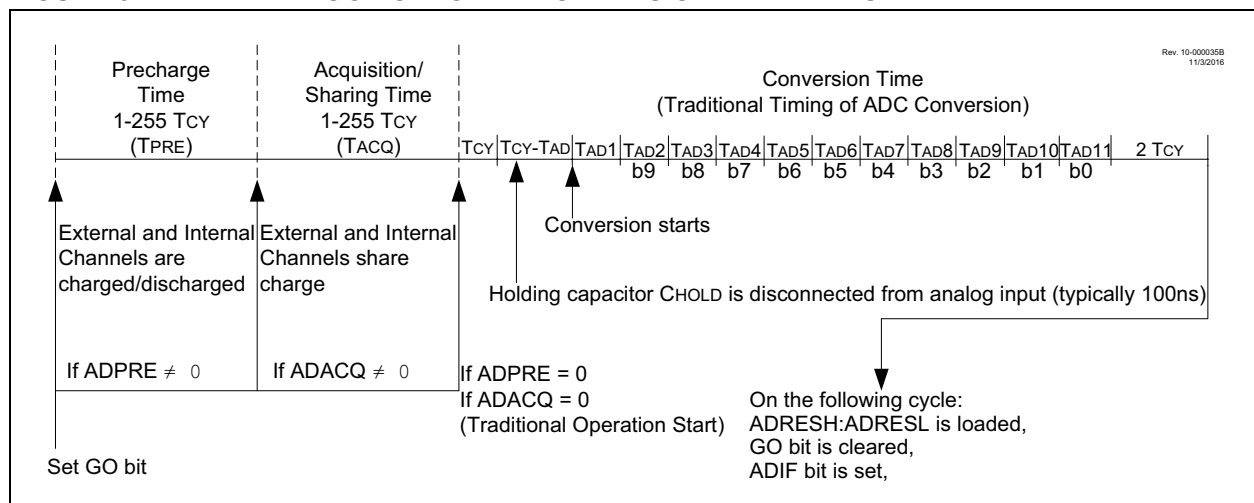 Rev. 10-000035B
11/3/2016
Precharge
Time
1-255 TCY
(TPRE)
Acquisition/
Sharing Time
1-255 TCY
(TACQ)
Conversion Time
(Traditional Timing of ADC Conversion)
TCY TCY-TAD TAD1 TAD2 TAD3 TAD4 TAD5 TAD6 TAD7 TAD8 TAD9 TAD10 TAD11 2 TCY
b9 b8 b7 b6 b5 b4 b3 b2 b1 b0
External and Internal
Channels are
charged/discharged
External and Internal
Channels share
charge
Conversion starts
Holding capacitor CHOLD is disconnected from analog input (typically 100ns)
If ADPRE ≠ 0
If ADACQ ≠ 0
If ADPRE = 0
If ADACQ = 0
(Traditional Operation Start)
On the following cycle:
ADRESH:ADRESL is loaded,
GO bit is cleared,
ADIF bit is set,
Set GO bit